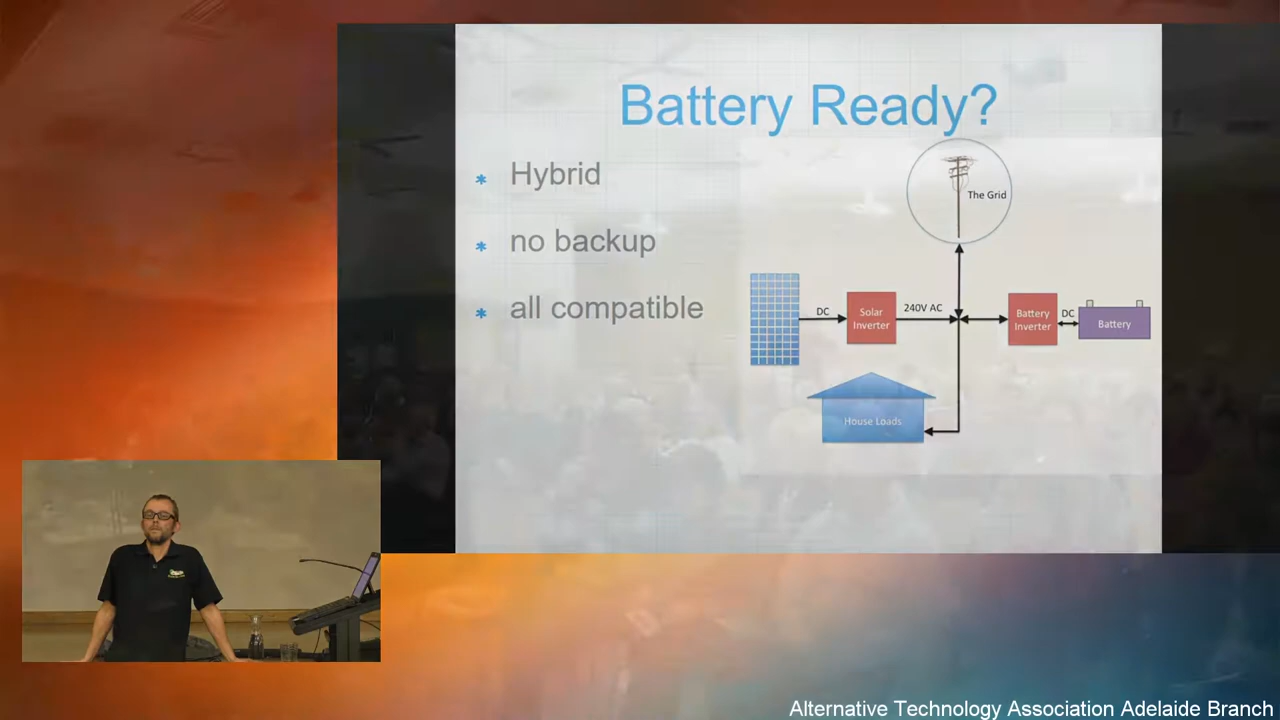 Battery Ready?
* Hybrid
* no backup
* all compatible
The Grid
DC
Solar
Inverter
240V AC
Battery
Inverter
DC
Battery
House Loads
Alternative Technology Association Adelaide Branch